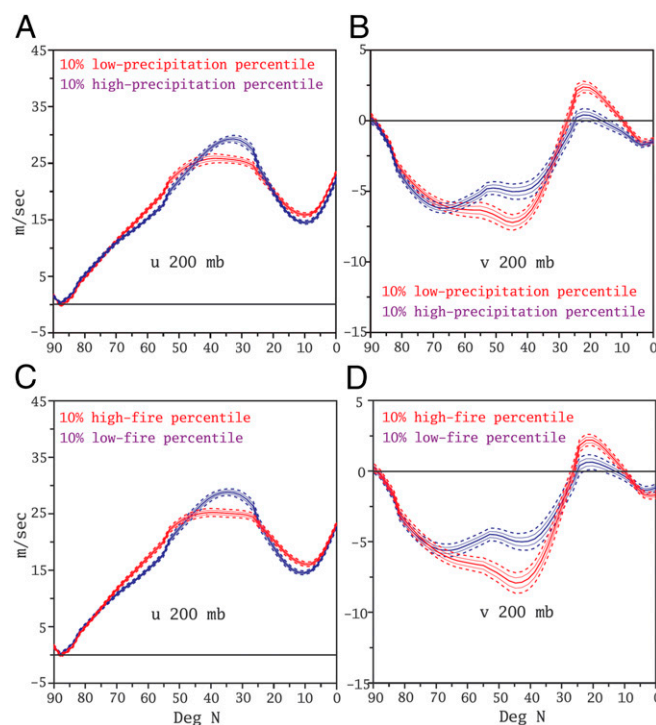 A
45
35
25
15
5
-5
m/sec
10% low-precipitation percentile
10% high-precipitation percentile
u 200 mb
90 80 70 60 50 40 30 20 10 0
B
5
0
-5
-10
-15
v 200 mb
10% low-precipitation percentile
10% high-precipitation percentile
90 80 70 60 50 40 30 20 10 0
C
45
35
25
15
5
-5
m/sec
10% high-fire percentile
10% low-fire percentile
u 200 mb
90 80 70 60 50 40 30 20 10 0
Deg N
D
5
0
-5
-10
-15
10% high-fire percentile
10% low-fire percentile
v 200 mb
90 80 70 60 50 40 30 20 10 0
Deg N